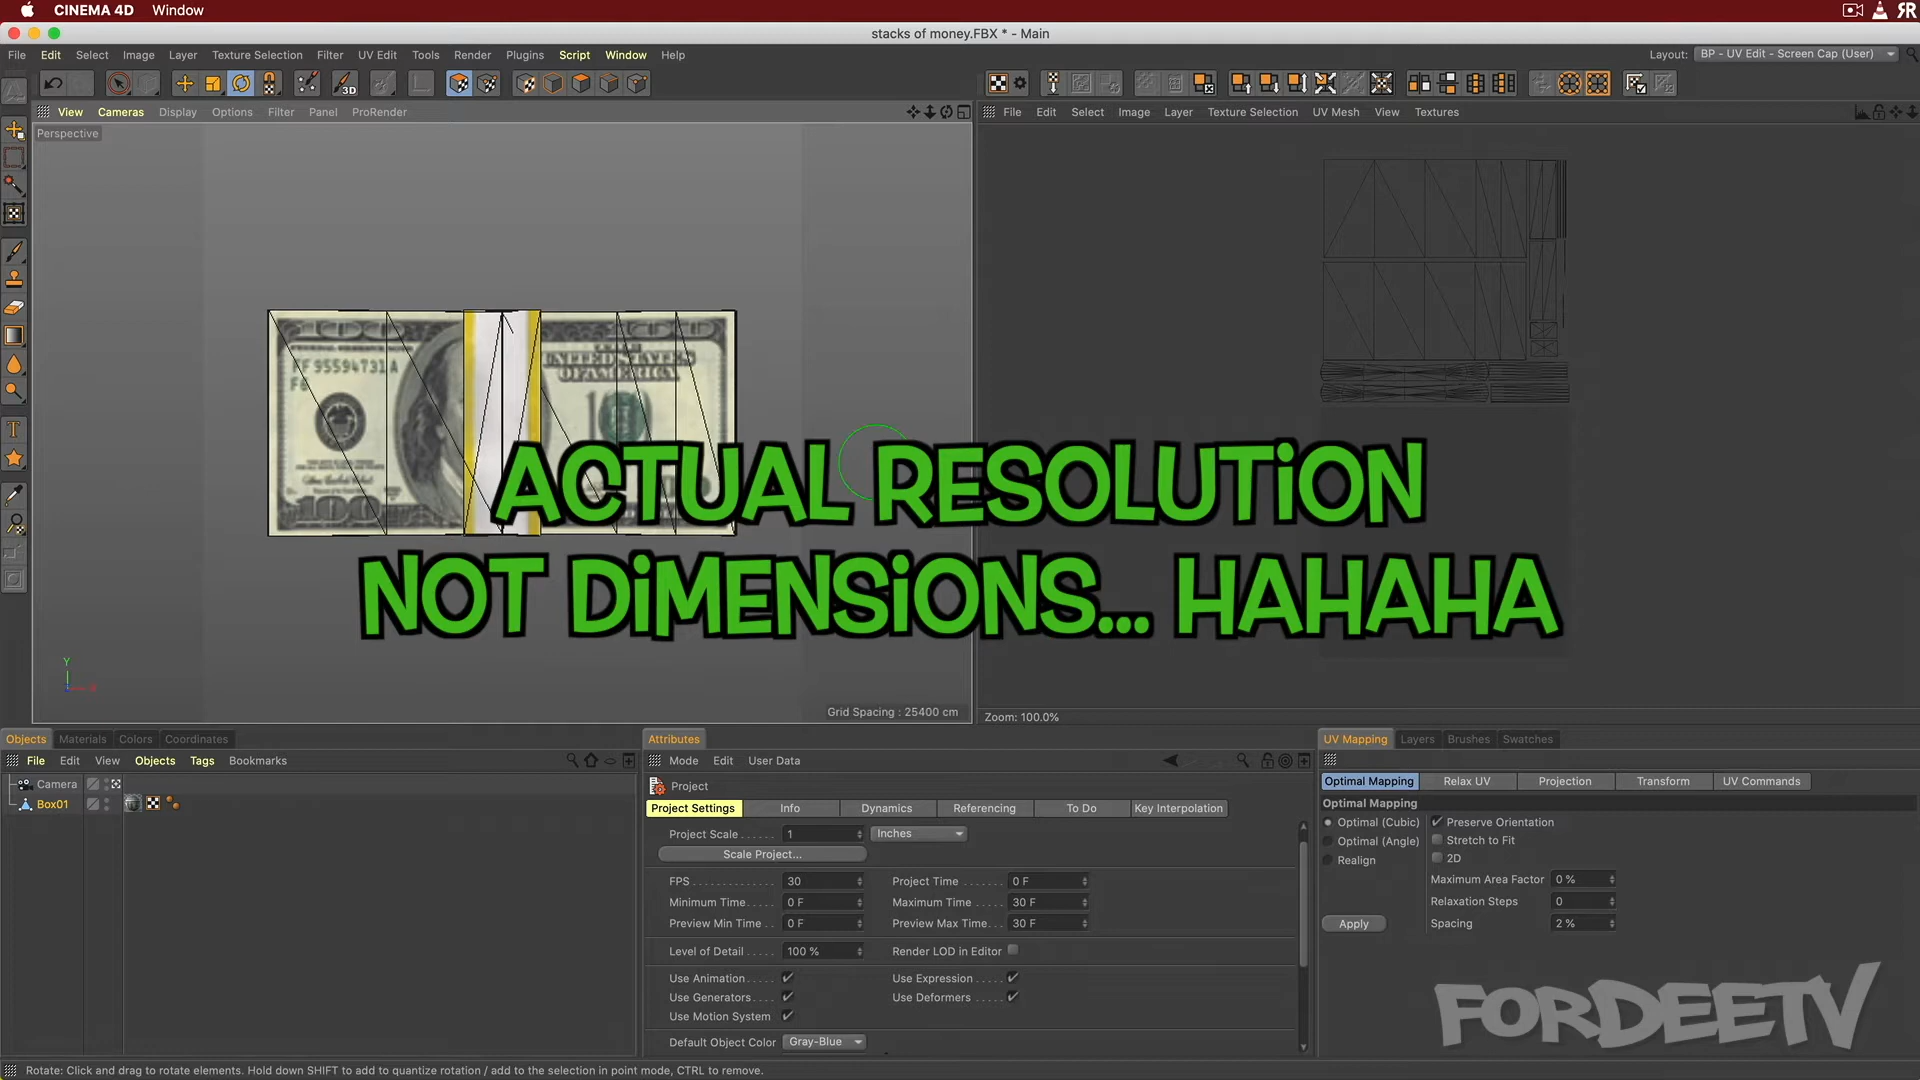 CINEMA 4D Window
stacks of money.FBX * - Main
File Edit Select Image Layer Texture Selection Filter UV Edit Tools Render Plugins Script Window Help
Layout: BP - UV Edit - Screen Cap (User)
3D
View Cameras Display Options Filter Panel ProRender
File Edit Select Image Layer Texture Selection UV Mesh View Textures
Perspective
100
FF95594731A
UNITED STATES
OF AMERICA
100
ACTUAL RESOLUTION
NOT DIMENSIONS... HAHAHA
Y
Grid Spacing : 25400 cm
Zoom: 100.0%
Objects Materials Colors Coordinates
File Edit View Objects Tags Bookmarks
Camera
Box01
Attributes
Mode Edit User Data
Project
Project Settings Info Dynamics Referencing To Do Key Interpolation
Project Scale 1 Inches
Scale Project...
FPS 30 Project Time 0 F
Minimum Time 0 F Maximum Time 30 F
Preview Min Time 0 F Preview Max Time 30 F
Level of Detail 100 % Render LOD in Editor
Use Animation Use Expression
Use Generators Use Deformers
Use Motion System
Default Object Color Gray-Blue
UV Mapping Layers Brushes Swatches
Optimal Mapping Relax UV Projection Transform UV Commands
Optimal Mapping
Optimal (Cubic) Preserve Orientation
Optimal (Angle) Stretch to Fit
Realign 2D
Maximum Area Factor 0 %
Relaxation Steps 0
Apply Spacing 2 %
FORDEETV
Rotate: Click and drag to rotate elements. Hold down SHIFT to add to quantize rotation / add to the selection in point mode, CTRL to remove.